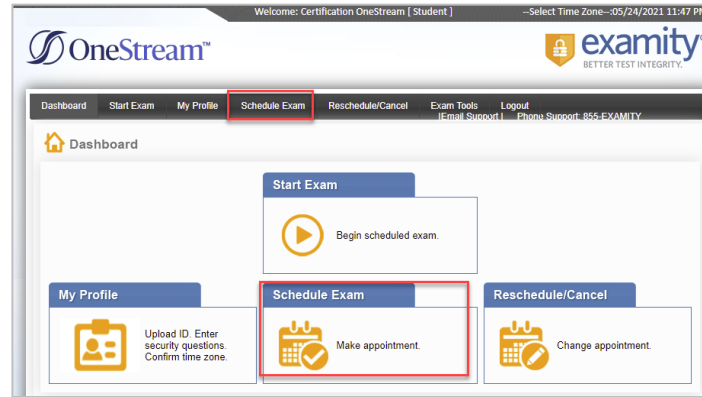 Welcome: Certification OneStream [ Student ] --Select Time Zone--:05/24/2021 11:47 PM
OneStream™
examity®
BETTER TEST INTEGRITY.
Dashboard Start Exam My Profile Schedule Exam Reschedule/Cancel Exam Tools Logout
|Email Support | Phone Support: 855-EXAMITY
Dashboard
Start Exam
Begin scheduled exam.
My Profile
Upload ID. Enter
security questions.
Confirm time zone.
Schedule Exam
Make appointment.
Reschedule/Cancel
Change appointment.